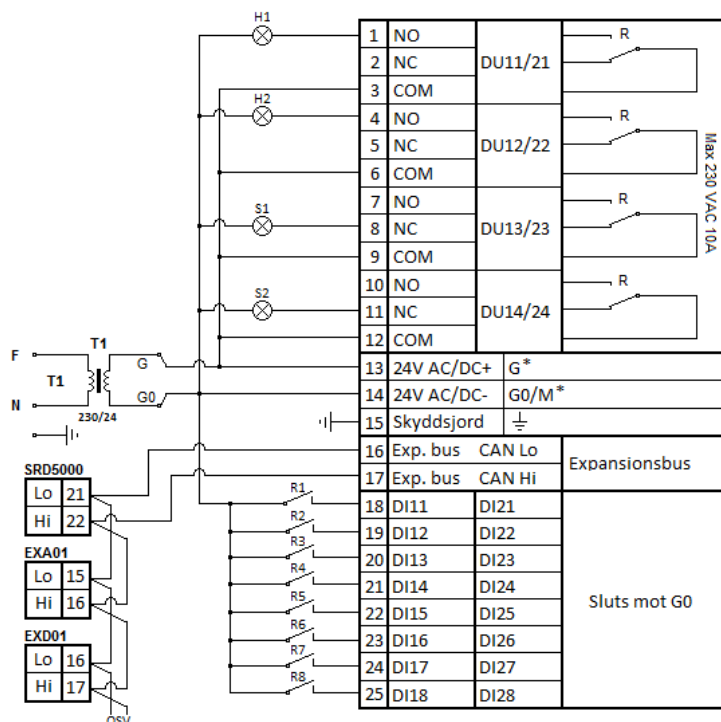 H1
1 NO R
2 NC DU11/21
3 COM
H2
4 NO R
5 NC DU12/22
6 COM
Max 230 VAC 10A
S1
7 NO R
8 NC DU13/23
9 COM
S2
10 NO R
11 NC DU14/24
12 COM
F T1 G
13 24V AC/DC+ G*
T1
N 230/24 G0
14 24V AC/DC- G0/M*
15 Skyddsjord
16 Exp. bus CAN Lo Expansionsbus
17 Exp. bus CAN Hi
SRD5000
Lo 21
Hi 22
EXA01
Lo 15
Hi 16
EXD01
Lo 16
Hi 17
OSV
R1 18 DI11 DI21
R2 19 DI12 DI22
R3 20 DI13 DI23
R4 21 DI14 DI24
Sluts mot G0
R5 22 DI15 DI25
R6 23 DI16 DI26
R7 24 DI17 DI27
R8 25 DI18 DI28